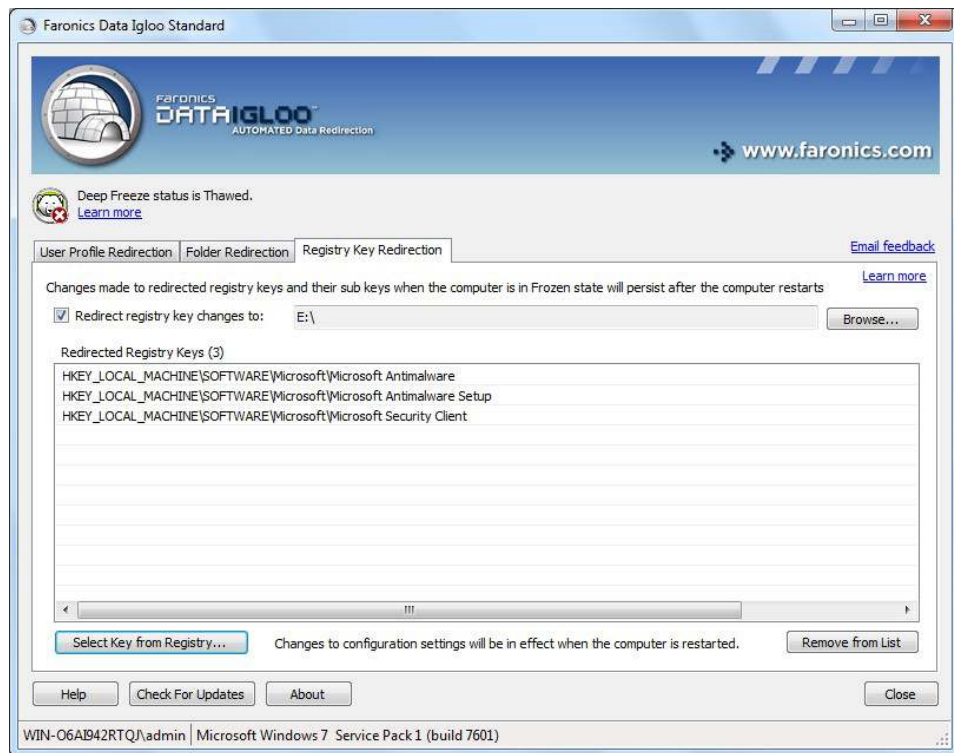 Faronics Data Igloo Standard
FARONICS
DATAIGLOO™
AUTOMATED Data Redirection
www.faronics.com
Deep Freeze status is Thawed.
Learn more
User Profile Redirection
Folder Redirection
Registry Key Redirection
Email feedback
Learn more
Changes made to redirected registry keys and their sub keys when the computer is in Frozen state will persist after the computer restarts
Redirect registry key changes to:
E:\
Browse...
Redirected Registry Keys (3)
HKEY_LOCAL_MACHINE\SOFTWARE\Microsoft\Microsoft Antimalware
HKEY_LOCAL_MACHINE\SOFTWARE\Microsoft\Microsoft Antimalware Setup
HKEY_LOCAL_MACHINE\SOFTWARE\Microsoft\Microsoft Security Client
Select Key from Registry...
Changes to configuration settings will be in effect when the computer is restarted.
Remove from List
Help
Check For Updates
About
Close
WIN-O6AI942RTQJ\admin
Microsoft Windows 7 Service Pack 1 (build 7601)